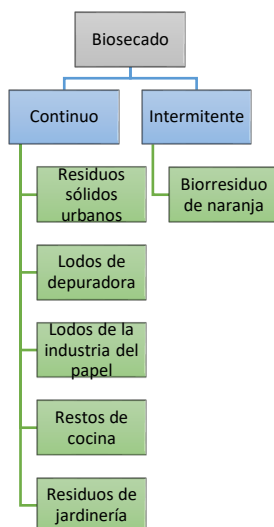 Biosecado
Continuo
Intermitente
Residuos
sólidos
urbanos
Biorresiduo
de naranja
Lodos de
depuradora
Lodos de la
industria del
papel
Restos de
cocina
Residuos de
jardinería